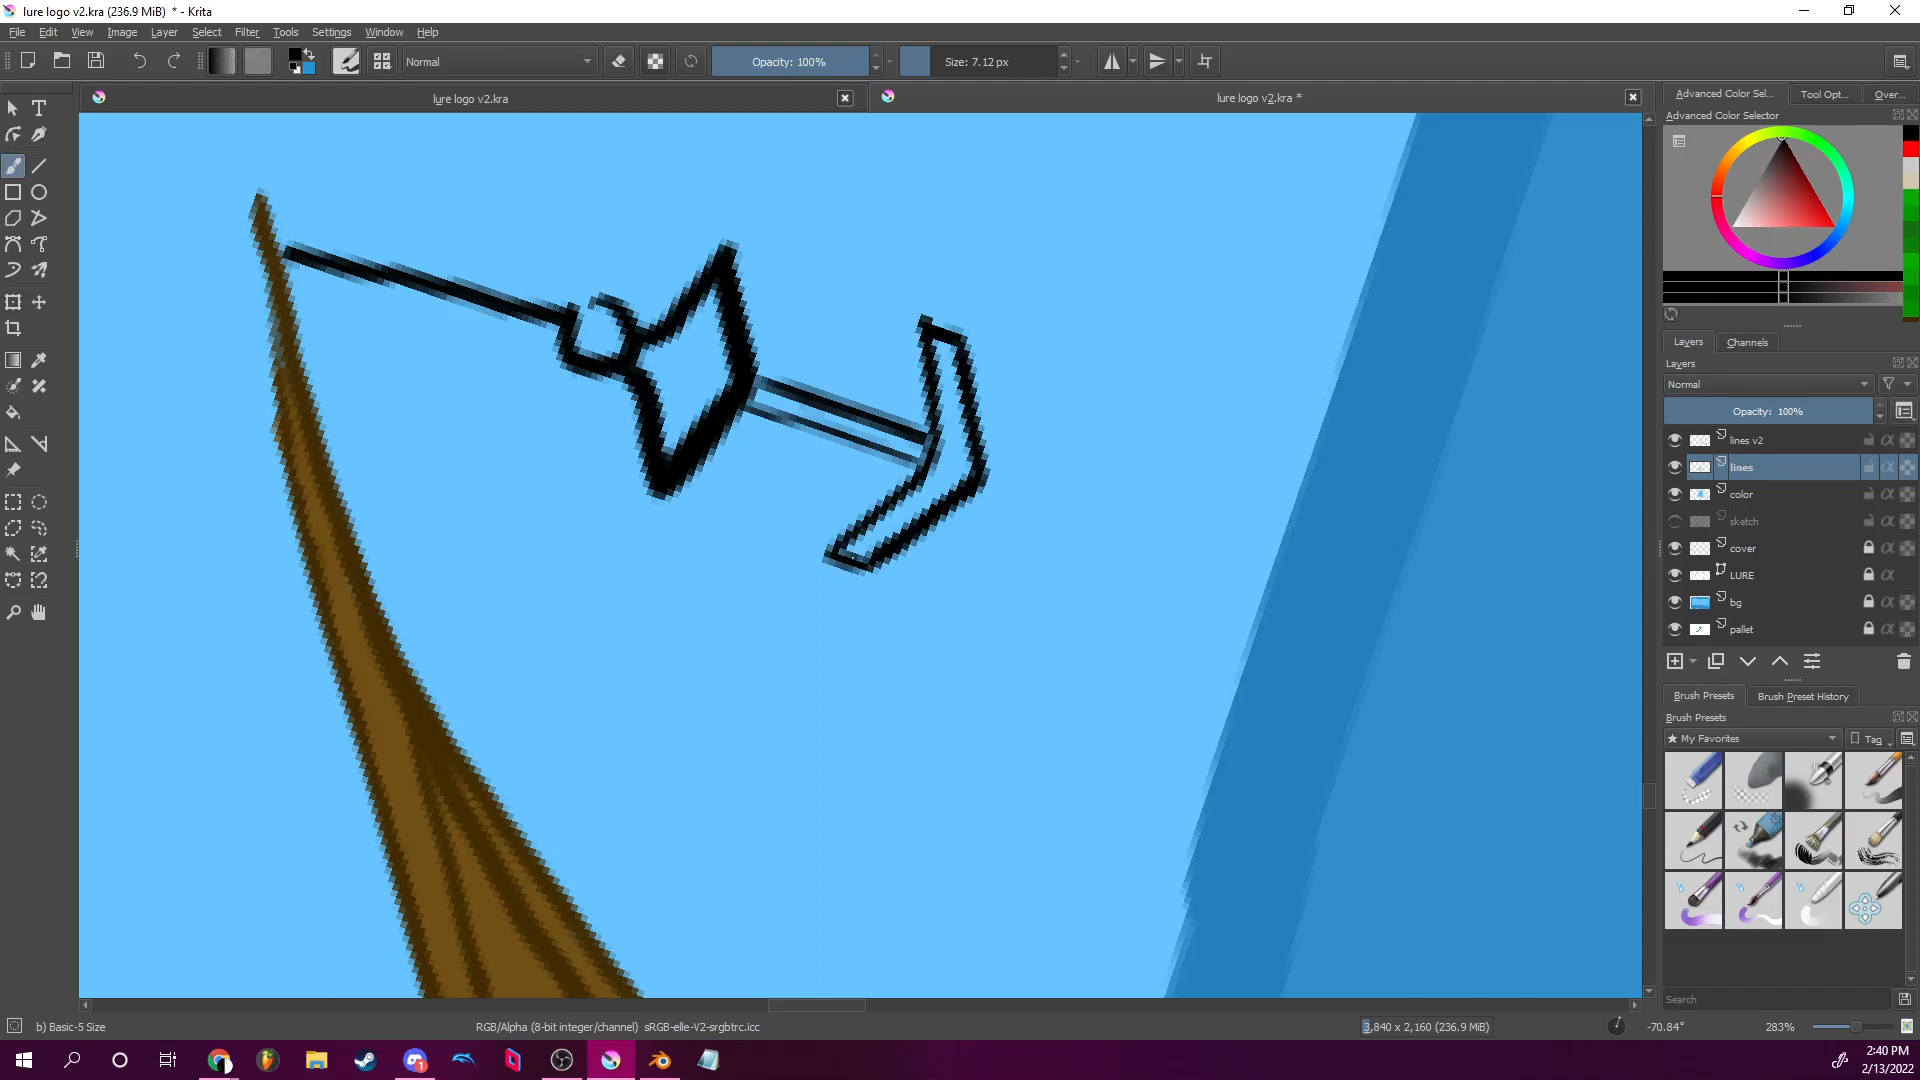 lure logo v2.kra (236.9 MiB) * - Krita
File Edit View Image Layer Select Filter Tools Settings Window Help
Normal Opacity: 100% Size: 7.12 px
lure logo v2.kra lure logo v2.kra *
Advanced Color Sel... Tool Opt... Over...
Advanced Color Selector
Layers Channels
Layers
Normal
Opacity: 100%
lines v2
lines
color
sketch
cover
LURE
bg
pallet
Brush Presets Brush Preset History
Brush Presets
My Favorites Tag
Search
b) Basic-5 Size RGB/Alpha (8-bit integer/channel) sRGB-elle-V2-srgbtrc.icc 3,840 x 2,160 (236.9 MiB) -70.84° 283%
2:40 PM
2/13/2022